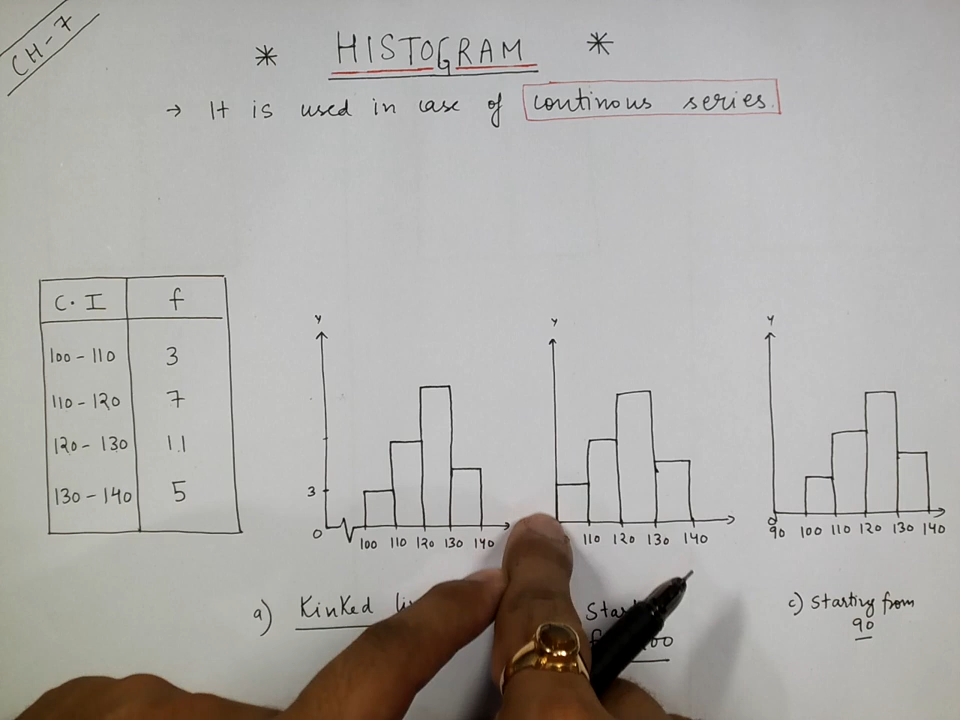 CH-7
* HISTOGRAM *
→ It is used in case of continous series.
C.I f
100-110 3
110-120 7
120-130 11
130-140 5
Y
3
0
100 110 120 130 140
a) Kinked
Y
110 120 130 140
Y
90 100 110 120 130 140
c) Starting from
90